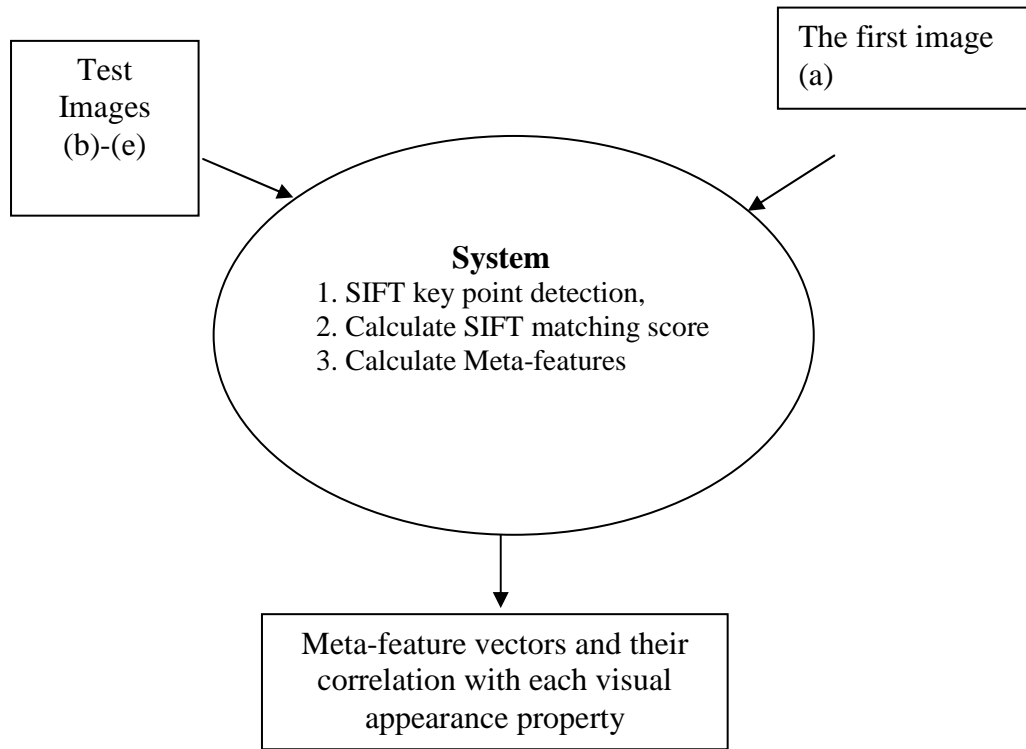 Test
Images
(b)-(e)
The first image
(a)
System
1. SIFT key point detection,
2. Calculate SIFT matching score
3. Calculate Meta-features
Meta-feature vectors and their
correlation with each visual
appearance property